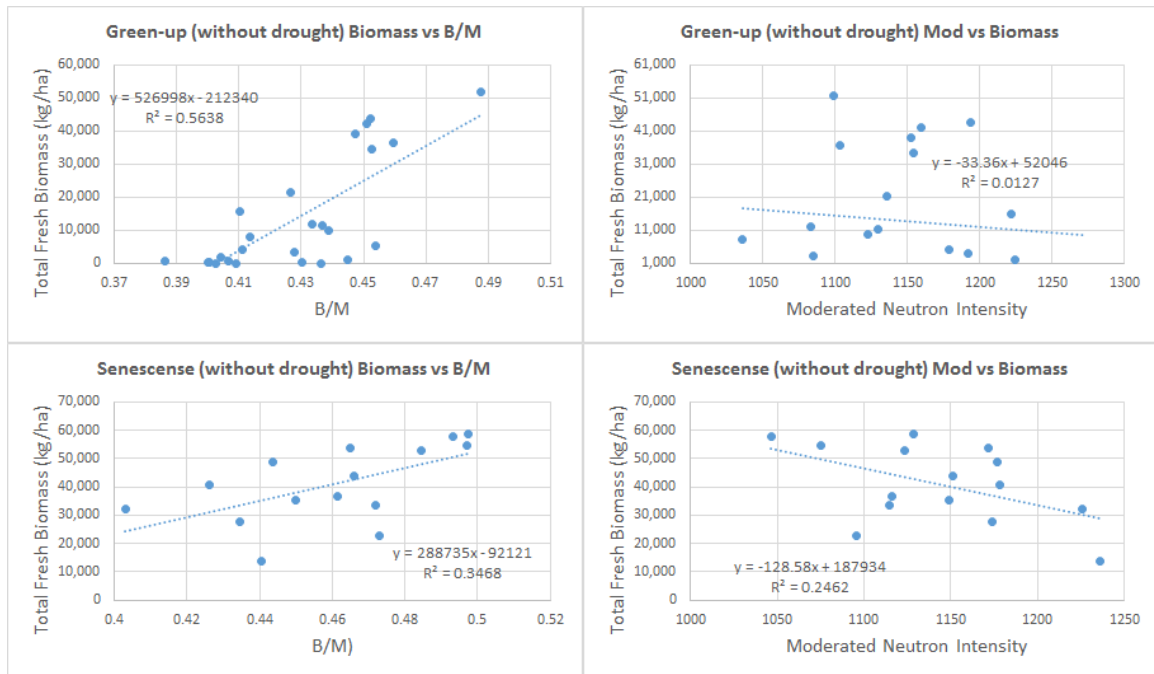 Green-up (without drought) Biomass vs B/M
Total Fresh Biomass (kg/ha)
60,000
50,000
40,000
30,000
20,000
10,000
0
y = 526998x - 212340
R² = 0.5638
0.37 0.39 0.41 0.43 0.45 0.47 0.49 0.51
B/M
Green-up (without drought) Mod vs Biomass
Total Fresh Biomass (kg/ha)
61,000
51,000
41,000
31,000
21,000
11,000
1,000
y = -33.36x + 52046
R² = 0.0127
1000 1050 1100 1150 1200 1250 1300
Moderated Neutron Intensity
Senescense (without drought) Biomass vs B/M
Total Fresh Biomass (kg/ha)
70,000
60,000
50,000
40,000
30,000
20,000
10,000
0
y = 288735x - 92121
R² = 0.3468
0.4 0.42 0.44 0.46 0.48 0.5 0.52
B/M)
Senescense (without drought) Mod vs Biomass
Total Fresh Biomass (kg/ha)
70,000
60,000
50,000
40,000
30,000
20,000
10,000
0
y = -128.58x + 187934
R² = 0.2462
1000 1050 1100 1150 1200 1250
Moderated Neutron Intensity